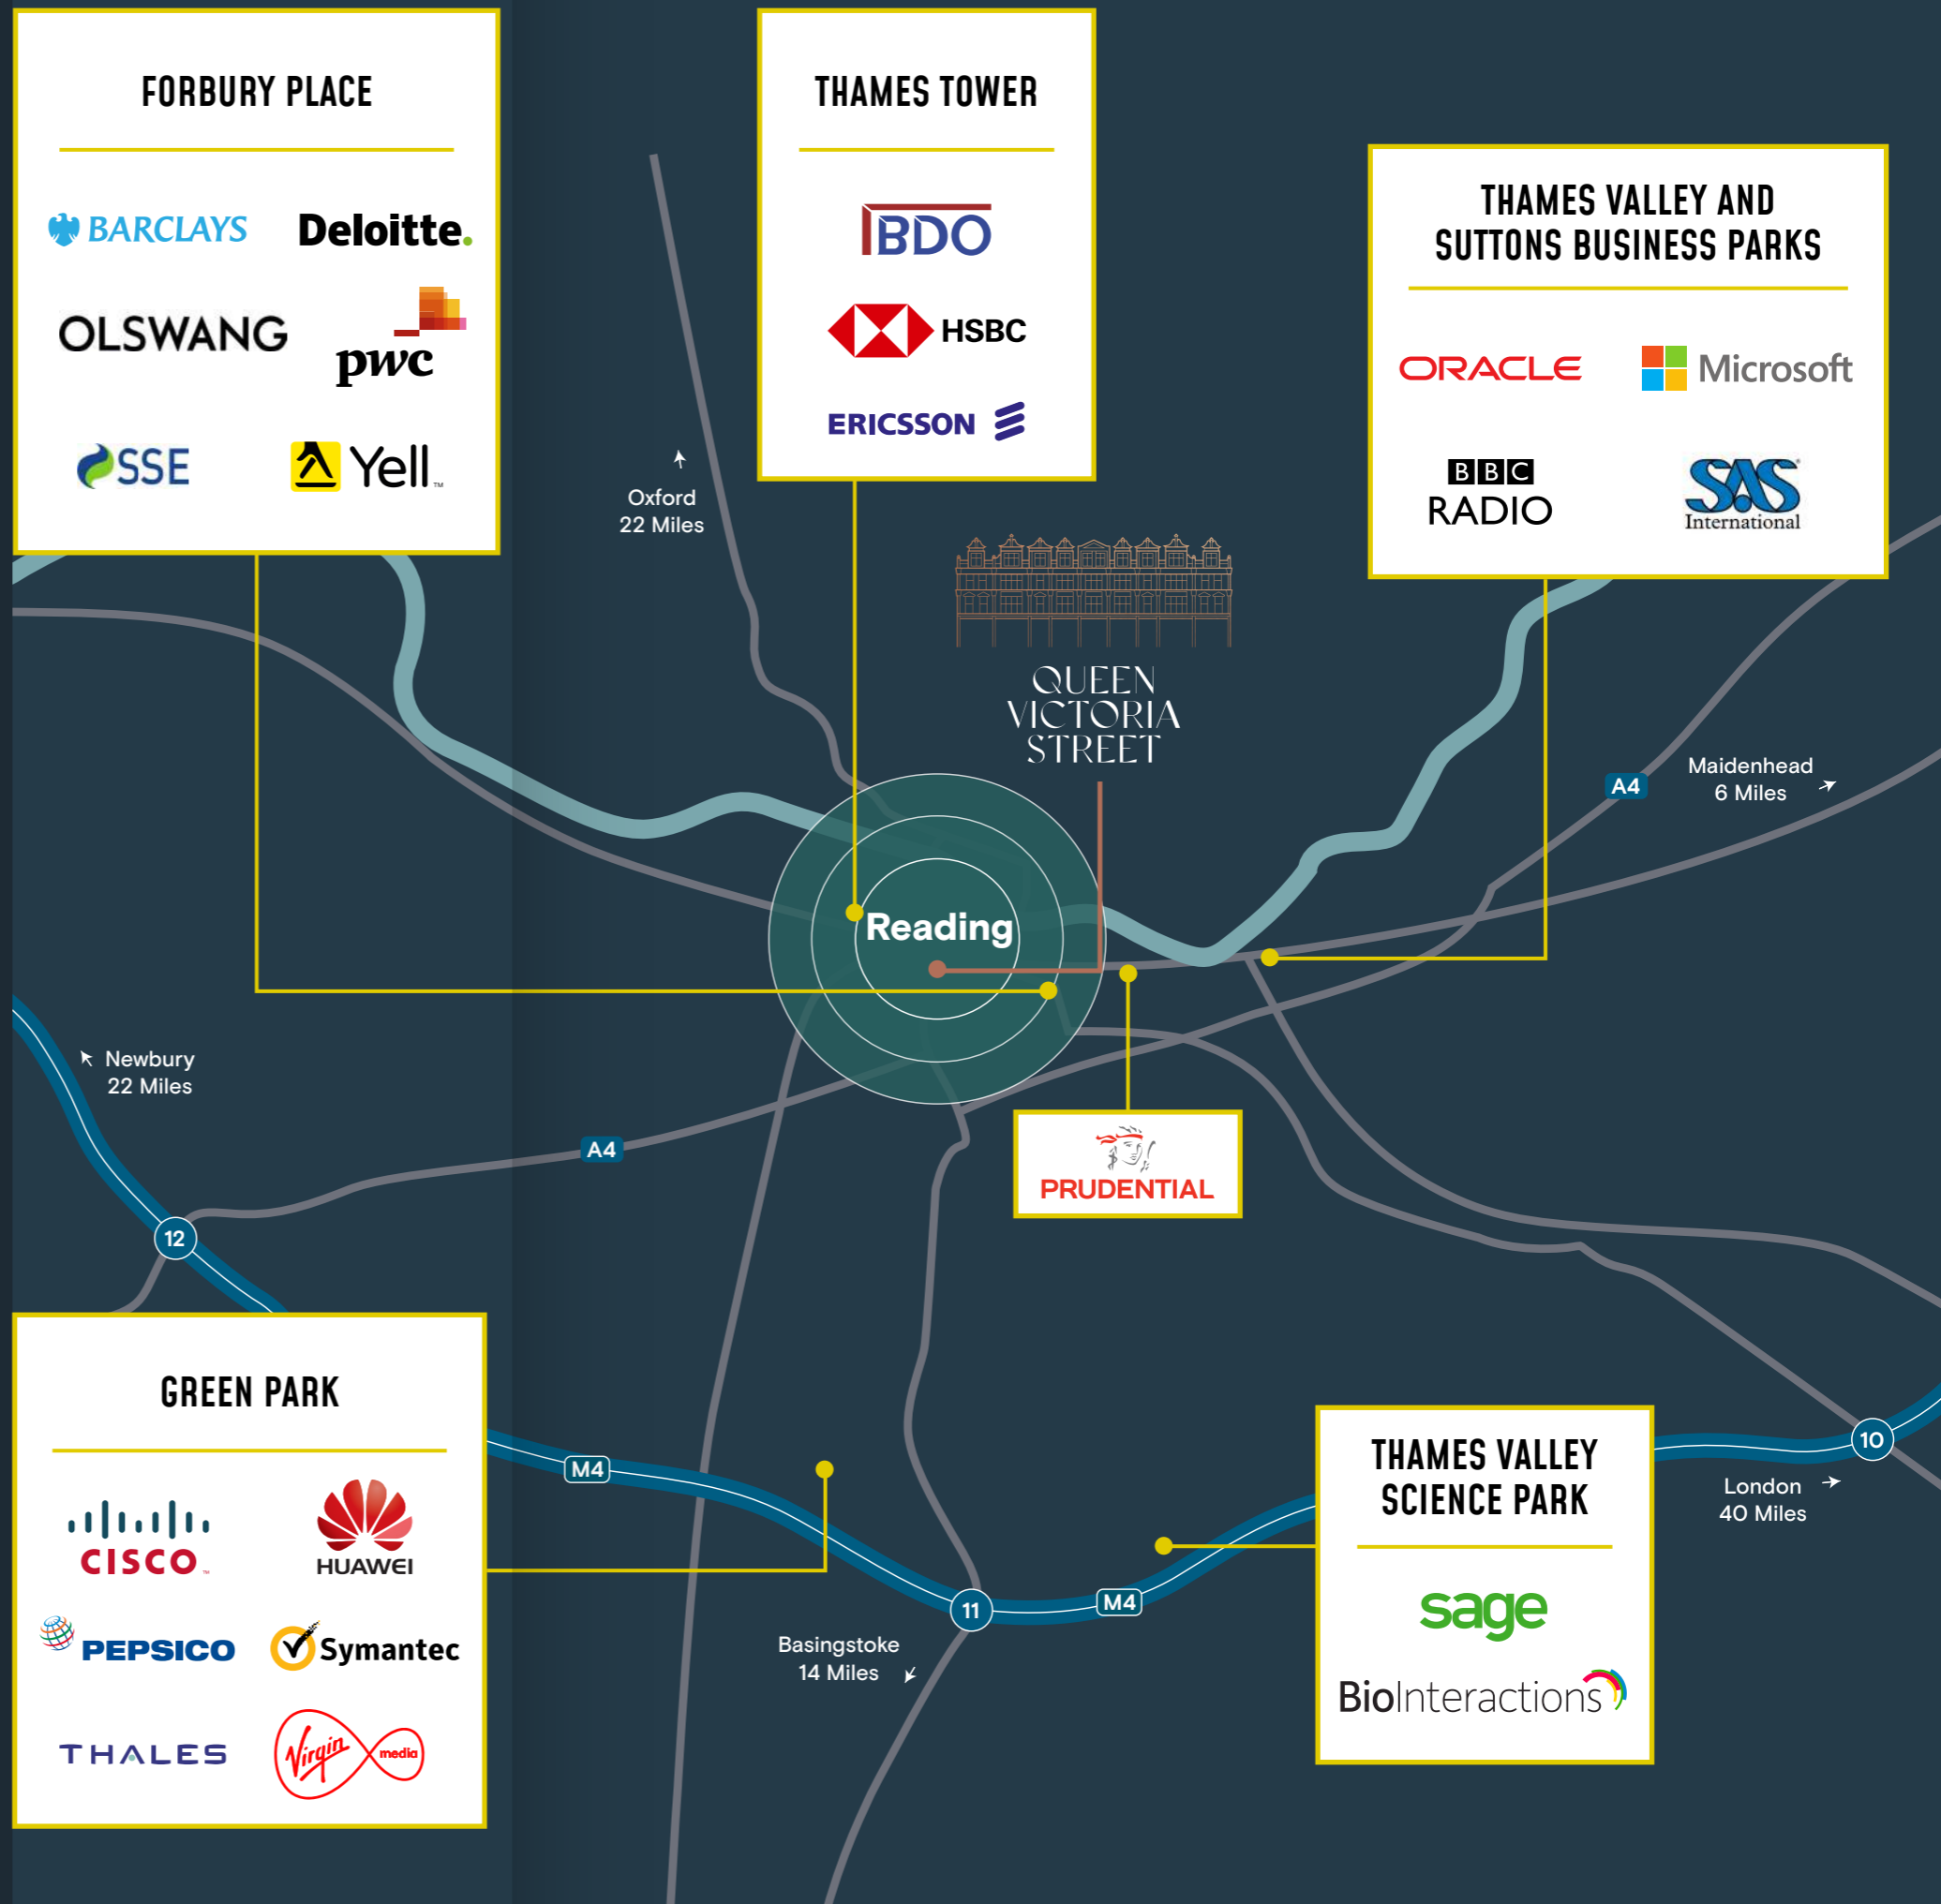 FORBURY PLACE
BARCLAYS
Deloitte.
OLSWANG
pwc
SSE
Yell™
THAMES TOWER
BDO
HSBC
ERICSSON
THAMES VALLEY AND
SUTTONS BUSINESS PARKS
ORACLE
Microsoft
BBC
RADIO
SAS
International
Oxford
22 Miles
QUEEN
VICTORIA
STREET
A4
Maidenhead
6 Miles
Reading
Newbury
22 Miles
A4
PRUDENTIAL
12
GREEN PARK
CISCO™
HUAWEI
PEPSICO
Symantec
THALES
Virgin media
M4
11
M4
Basingstoke
14 Miles
THAMES VALLEY
SCIENCE PARK
sage
BioInteractions
10
London
40 Miles